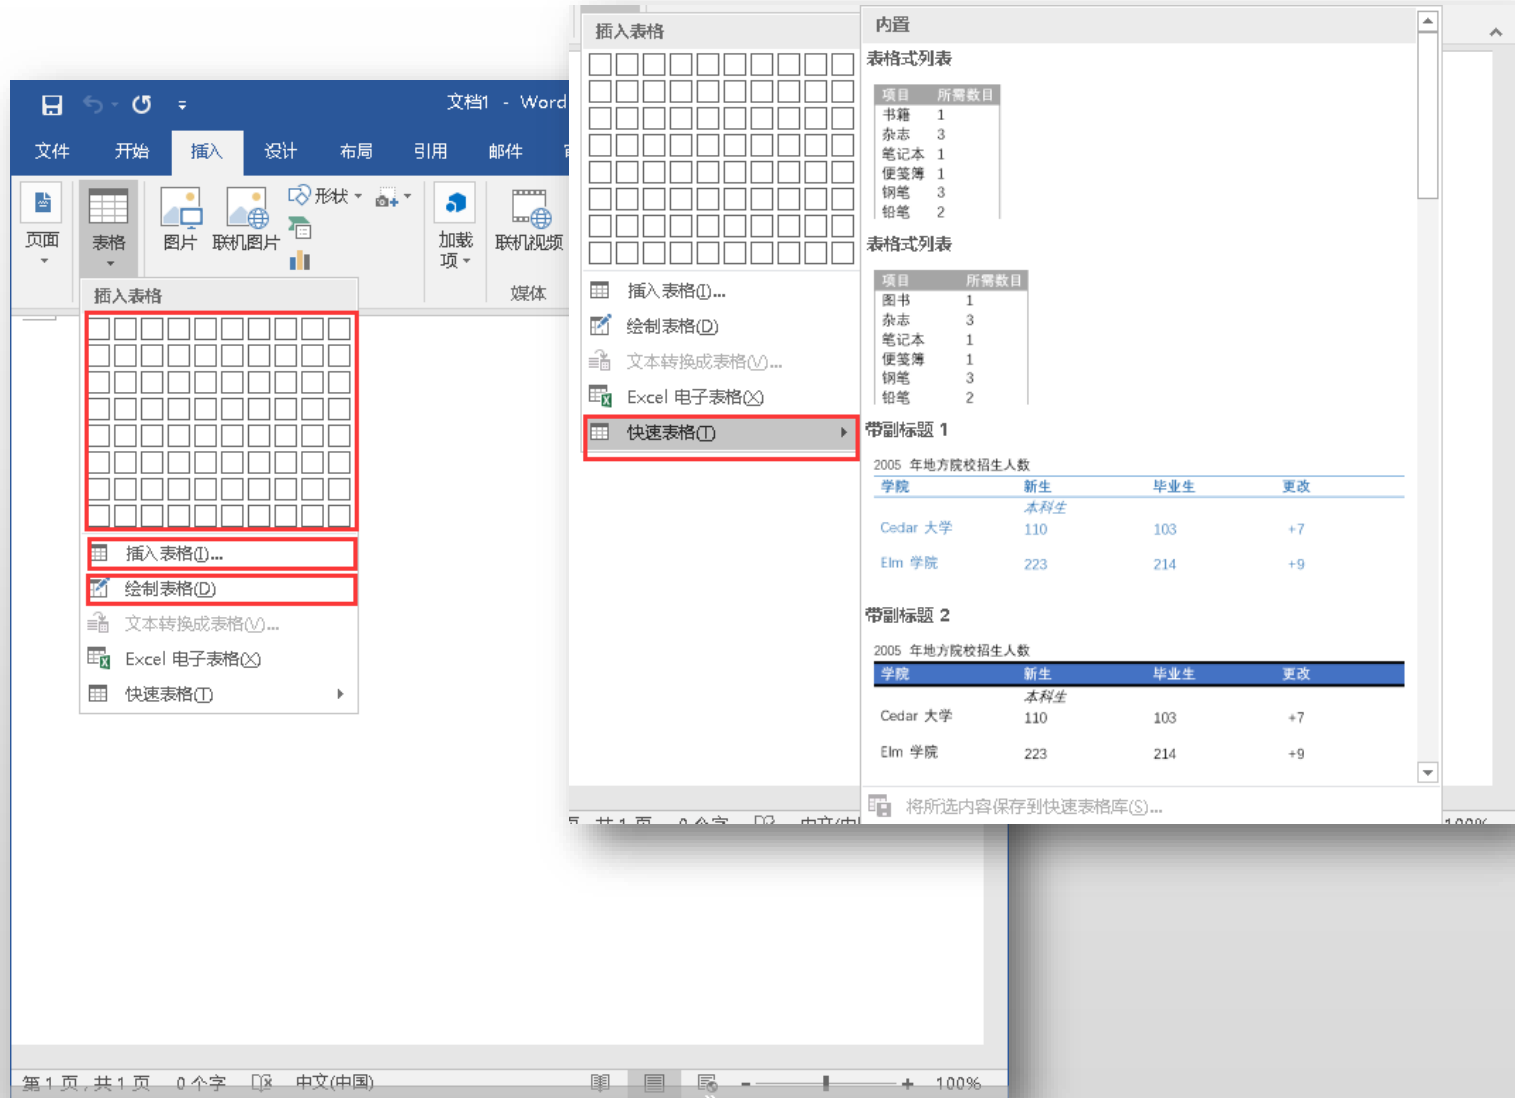 文档1 - Word
文件 开始 插入 设计 布局 引用 邮件
页面 表格 图片 联机图片 形状 加载项 联机视频
媒体
插入表格
插入表格(I)...
绘制表格(D)
文本转换成表格(V)...
Excel 电子表格(X)
快速表格(T)
第 1 页，共 1 页 0 个字 中文(中国) 100%
插入表格
插入表格(I)...
绘制表格(D)
文本转换成表格(V)...
Excel 电子表格(X)
快速表格(T)
内置
表格式列表
项目 所需数目
书籍 1
杂志 3
笔记本 1
便笺簿 1
钢笔 3
铅笔 2
表格式列表
项目 所需数目
图书 1
杂志 3
笔记本 1
便笺簿 1
钢笔 3
铅笔 2
带副标题 1
2005 年地方院校招生人数
学院 新生 毕业生 更改
本科生
Cedar 大学 110 103 +7
Elm 学院 223 214 +9
带副标题 2
2005 年地方院校招生人数
学院 新生 毕业生 更改
本科生
Cedar 大学 110 103 +7
Elm 学院 223 214 +9
将所选内容保存到快速表格库(S)...
共 1 页 0 个字 中文(中 100%